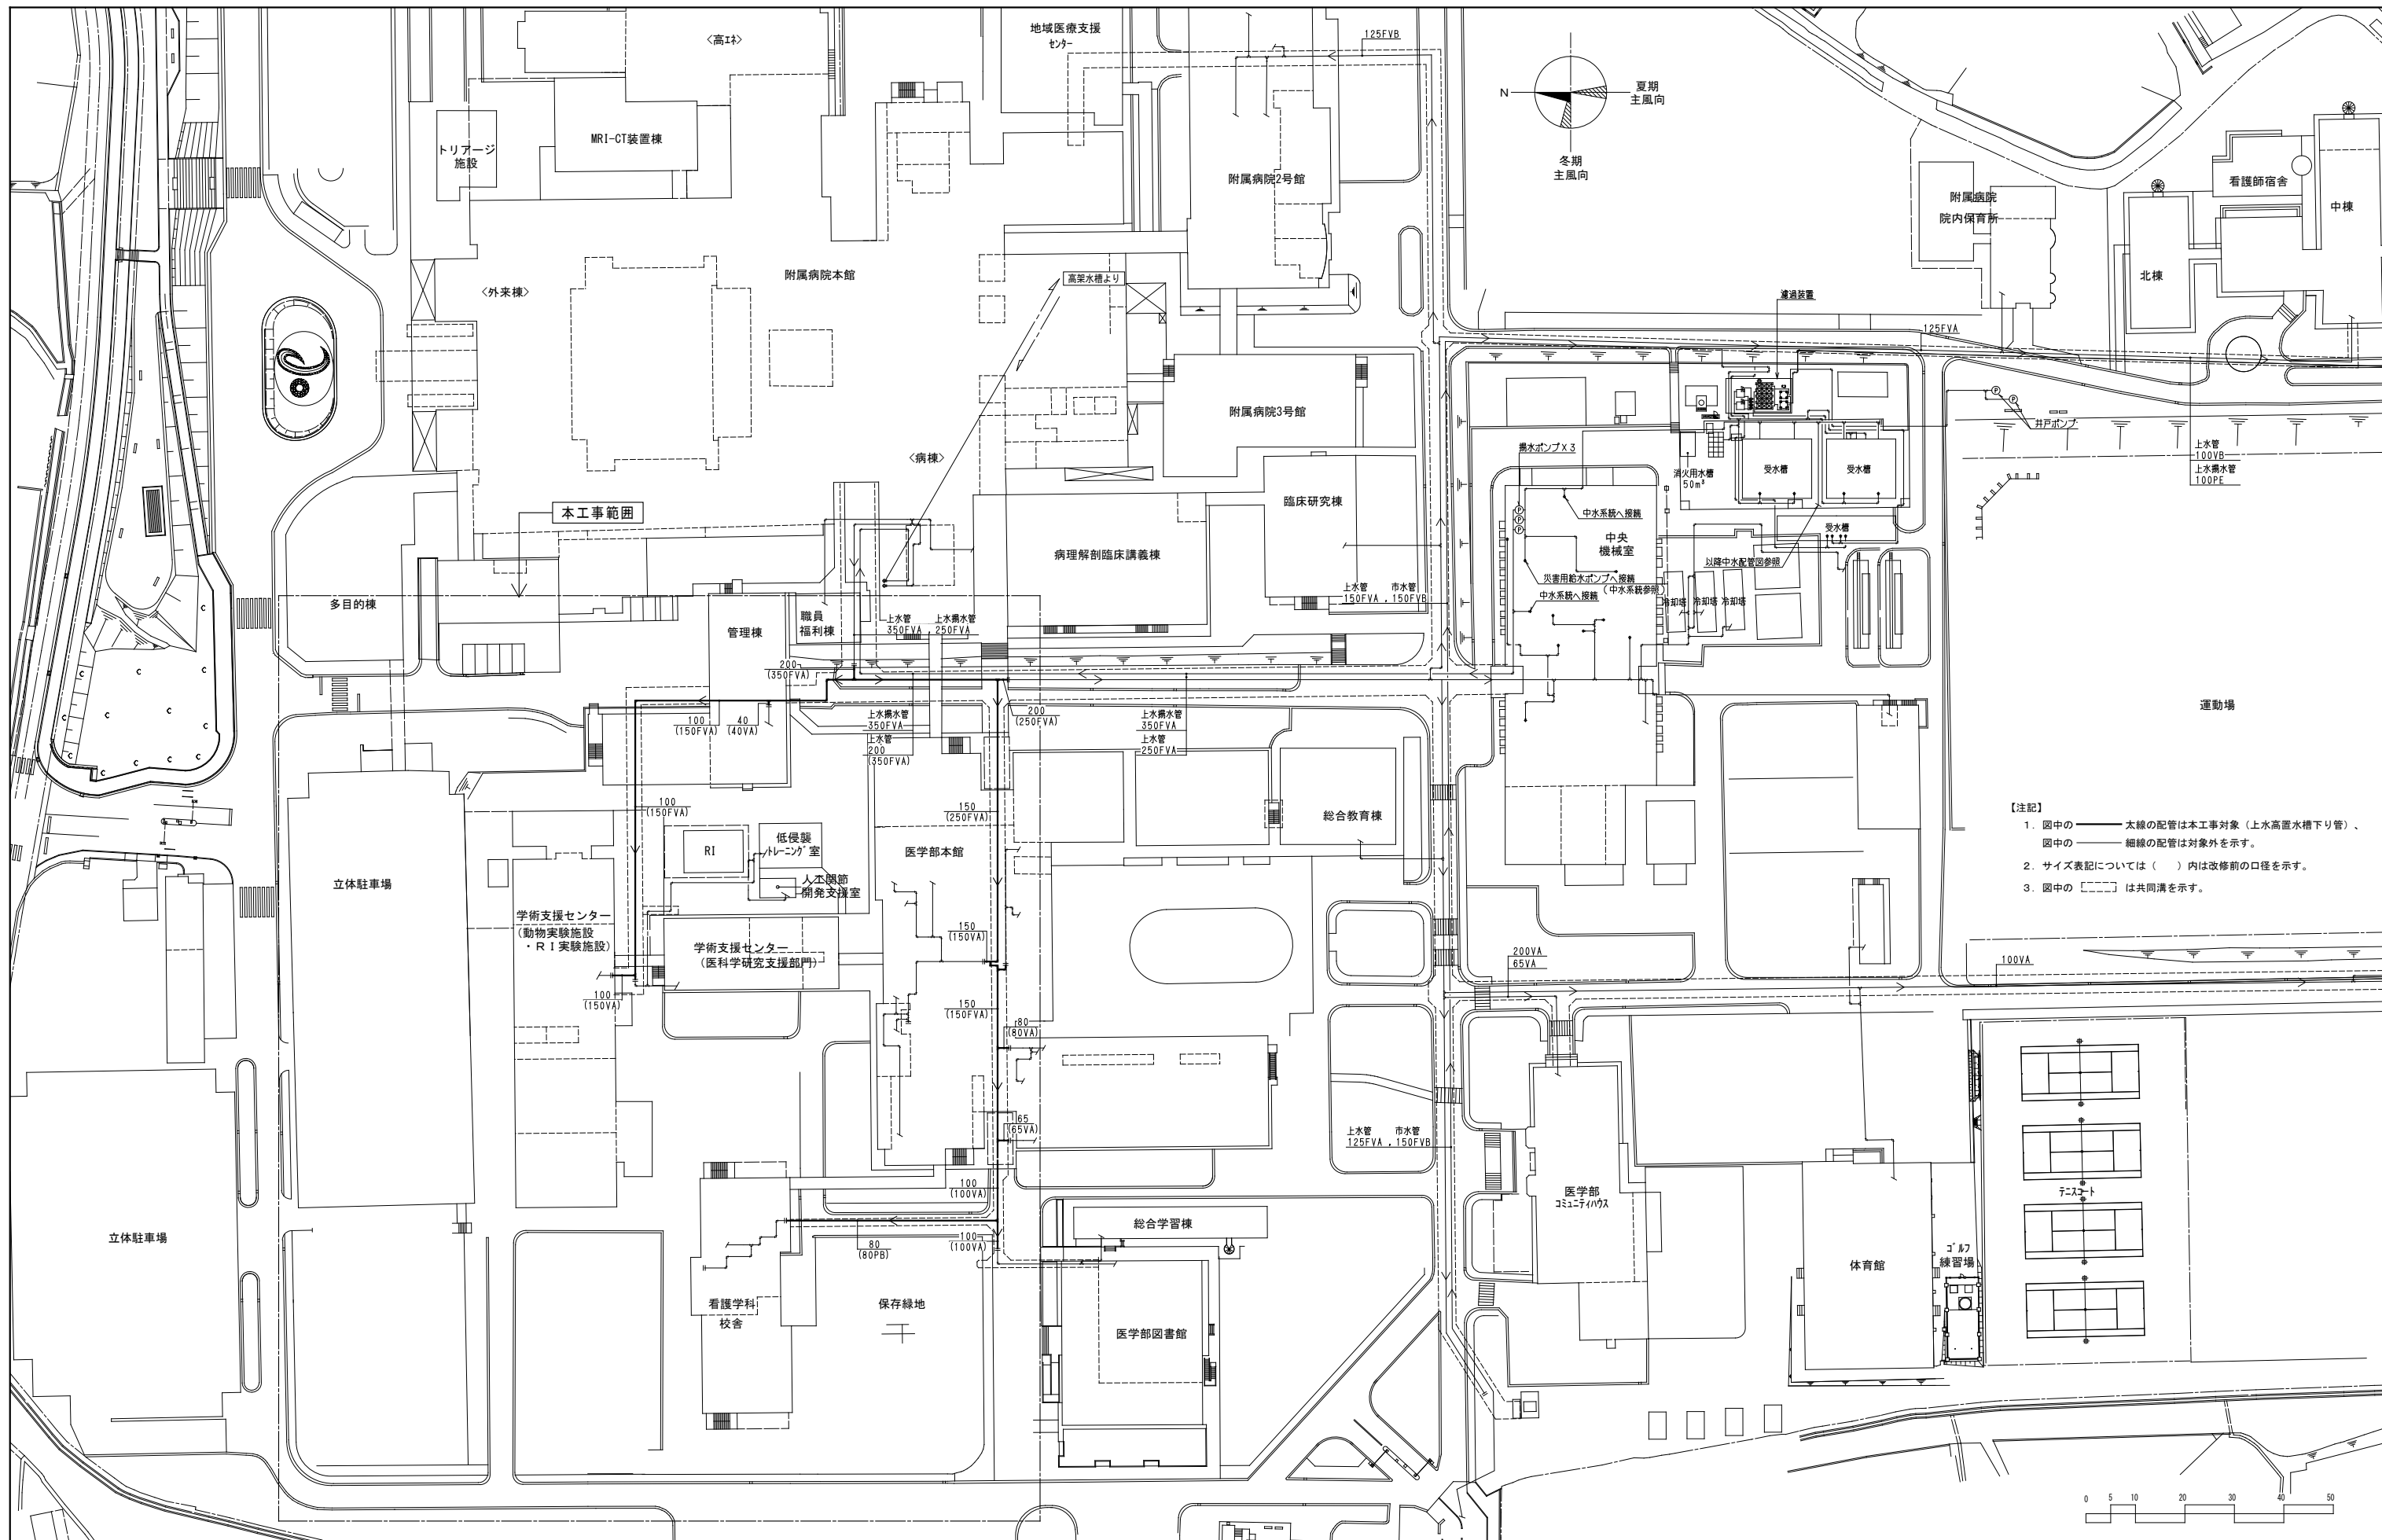 〈高ｴﾈ〉
地域医療支援
ｾﾝﾀｰ
125FVB
N
夏期
主風向
冬期
主風向
トリアージ
施設
MRI-CT装置棟
附属病院2号館
附属病院
院内保育所
看護師宿舎
中棟
北棟
〈外来棟〉
附属病院本館
高架水槽より
濾過装置
125FVA
附属病院3号館
井戸ポンプ
上水管
100VB
上水揚水管
100PE
〈病棟〉
揚水ポンプＸ３
消火用水槽
50m³
受水槽
受水槽
本工事範囲
臨床研究棟
中水系統へ接続
受水槽
中央
機械室
病理解剖臨床講義棟
以降中水配管図参照
災害用給水ポンプへ接続
（中水系統参照）
中水系統へ接続
冷却塔
冷却塔
冷却塔
上水管
150FVA
市水管
, 150FVB
多目的棟
管理棟
職員
福利棟
上水管
350FVA
上水揚水管
250FVA
200
(350FVA)
100
(150FVA)
40
(40VA)
上水揚水管
350FVA
上水管
200
(350FVA)
200
(250FVA)
上水揚水管
350FVA
上水管
250FVA
運動場
100
(150FVA)
150
(250FVA)
総合教育棟
RI
低侵襲
ﾄﾚｰﾆﾝｸﾞ室
医学部本館
人工関節
開発支援室
【注記】
1. 図中の 太線の配管は本工事対象（上水高置水槽下り管）、
図中の 細線の配管は対象外を示す。
2. サイズ表記については（　　）内は改修前の口径を示す。
3. 図中の は共同溝を示す。
立体駐車場
学術支援センター
(動物実験施設
・ＲＩ実験施設)
学術支援センター
（医科学研究支援部門）
150
(150VA)
200VA
65VA
100VA
100
(150VA)
150
(150FVA)
80
(80VA)
65
(65VA)
上水管
125FVA
市水管
, 150FVB
100
(100VA)
医学部
ｺﾐｭﾆﾃｨﾊｳｽ
ﾃﾆｽｺｰﾄ
立体駐車場
80
(80PB)
100
(100VA)
総合学習棟
ｺﾞﾙﾌ
練習場
体育館
看護学科
校舎
保存緑地
医学部図書館
0 5 10 20 30 40 50